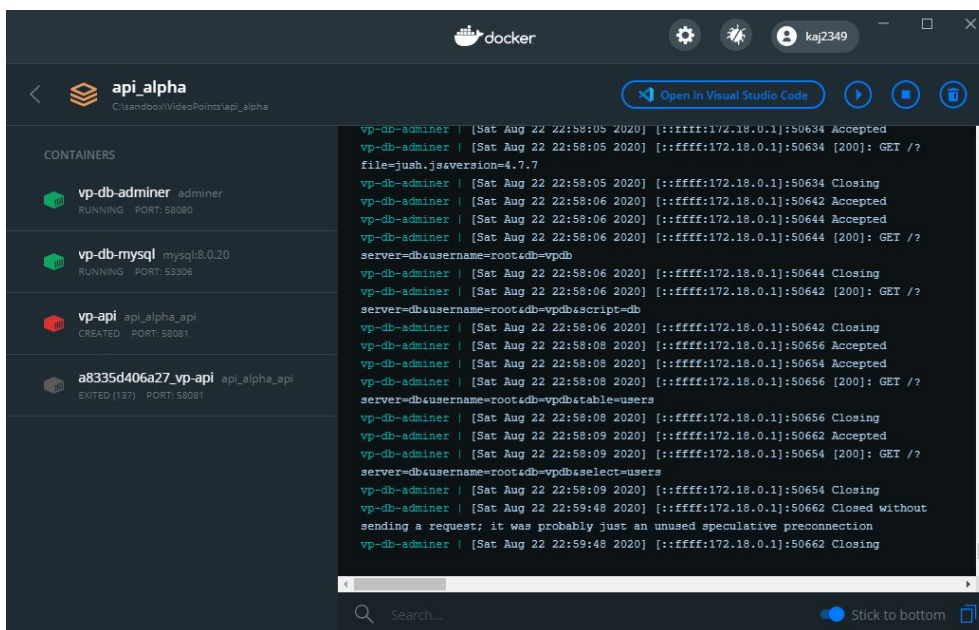 docker
kaj2349
api_alpha
C:\sandbox\VideoPoints\api_alpha
Open in Visual Studio Code
CONTAINERS
vp-db-adminer adminer
RUNNING PORT: 58080
vp-db-mysql mysql:8.0.20
RUNNING PORT: 53306
vp-api api_alpha_api
CREATED PORT: 58081
a8335d406a27_vp-api api_alpha_api
EXITED (137) PORT: 58081
vp-db-adminer | [Sat Aug 22 22:58:05 2020] [::ffff:172.18.0.1]:50634 Accepted
vp-db-adminer | [Sat Aug 22 22:58:05 2020] [::ffff:172.18.0.1]:50634 [200]: GET /?
file=jush.js&version=4.7.7
vp-db-adminer | [Sat Aug 22 22:58:05 2020] [::ffff:172.18.0.1]:50634 Closing
vp-db-adminer | [Sat Aug 22 22:58:06 2020] [::ffff:172.18.0.1]:50642 Accepted
vp-db-adminer | [Sat Aug 22 22:58:06 2020] [::ffff:172.18.0.1]:50644 Accepted
vp-db-adminer | [Sat Aug 22 22:58:06 2020] [::ffff:172.18.0.1]:50644 [200]: GET /?
server=db&username=root&db=vpdb
vp-db-adminer | [Sat Aug 22 22:58:06 2020] [::ffff:172.18.0.1]:50644 Closing
vp-db-adminer | [Sat Aug 22 22:58:06 2020] [::ffff:172.18.0.1]:50642 [200]: GET /?
server=db&username=root&db=vpdb&script=db
vp-db-adminer | [Sat Aug 22 22:58:06 2020] [::ffff:172.18.0.1]:50642 Closing
vp-db-adminer | [Sat Aug 22 22:58:08 2020] [::ffff:172.18.0.1]:50656 Accepted
vp-db-adminer | [Sat Aug 22 22:58:08 2020] [::ffff:172.18.0.1]:50654 Accepted
vp-db-adminer | [Sat Aug 22 22:58:08 2020] [::ffff:172.18.0.1]:50656 [200]: GET /?
server=db&username=root&db=vpdb&table=users
vp-db-adminer | [Sat Aug 22 22:58:08 2020] [::ffff:172.18.0.1]:50656 Closing
vp-db-adminer | [Sat Aug 22 22:58:09 2020] [::ffff:172.18.0.1]:50662 Accepted
vp-db-adminer | [Sat Aug 22 22:58:09 2020] [::ffff:172.18.0.1]:50654 [200]: GET /?
server=db&username=root&db=vpdb&select=users
vp-db-adminer | [Sat Aug 22 22:58:09 2020] [::ffff:172.18.0.1]:50654 Closing
vp-db-adminer | [Sat Aug 22 22:59:48 2020] [::ffff:172.18.0.1]:50662 Closed without
sending a request; it was probably just an unused speculative preconnection
vp-db-adminer | [Sat Aug 22 22:59:48 2020] [::ffff:172.18.0.1]:50662 Closing
Search...
Stick to bottom